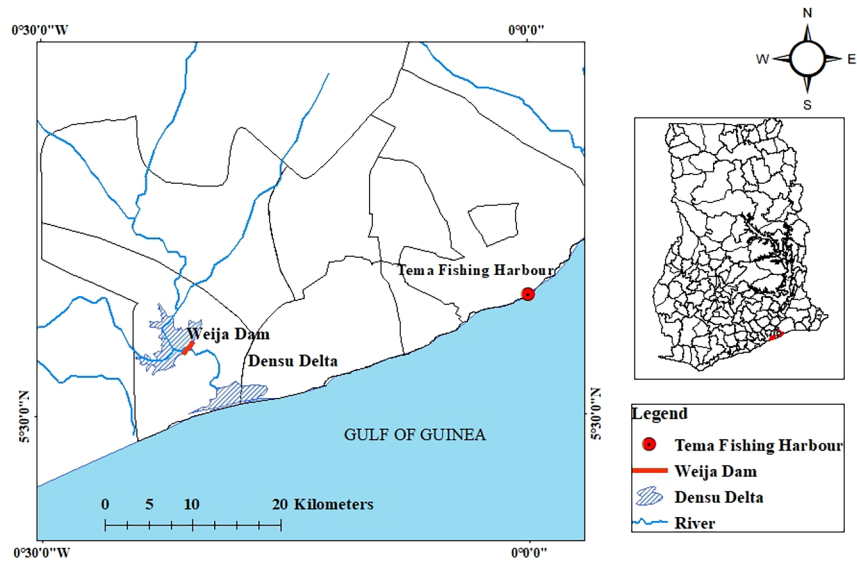 0°30'0"W
0°0'0"
N
W
E
S
Tema Fishing Harbour
Weija Dam
Densu Delta
5°30'0"N
5°30'0"N
GULF OF GUINEA
0 5 10 20 Kilometers
0°30'0"W
0°0'0"
Legend
Tema Fishing Harbour
Weija Dam
Densu Delta
River